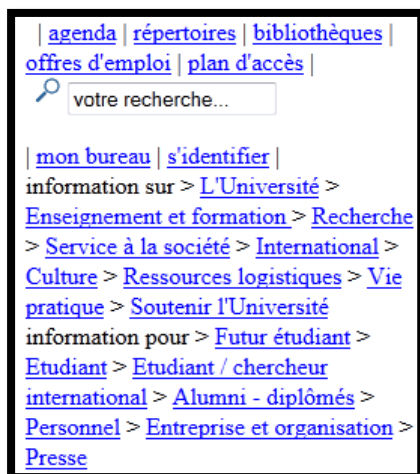 | agenda | répertoires | bibliothèques |
offres d'emploi | plan d'accès |
votre recherche...
| mon bureau | s'identifier |
information sur > L'Université >
Enseignement et formation > Recherche
> Service à la société > International >
Culture > Ressources logistiques > Vie
pratique > Soutenir l'Université
information pour > Futur étudiant >
Etudiant > Etudiant / chercheur
international > Alumni - diplômés >
Personnel > Entreprise et organisation >
Presse